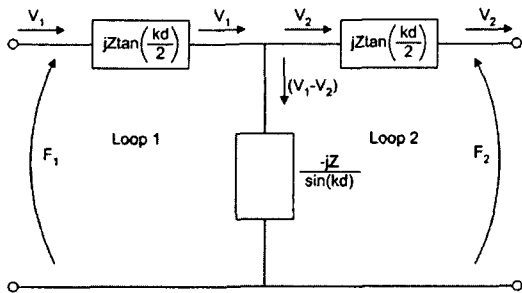 V₁ V₁ V₂ V₂
jZtan(kd/2) jZtan(kd/2)
(V₁-V₂)
Loop 1 Loop 2
F₁ F₂
-jZ
sin(kd)